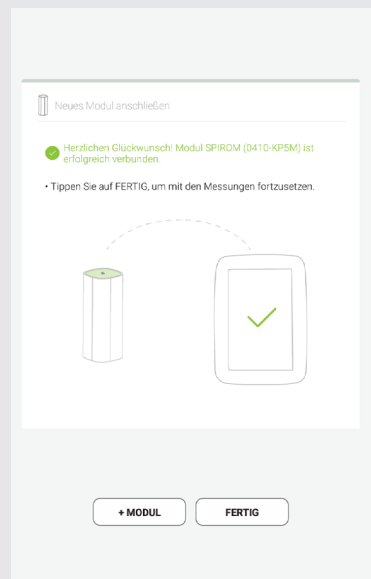 Neues Modul anschließen
Herzlichen Glückwunsch! Modul SPIROM (0410-KP5M) ist
erfolgreich verbunden.
• Tippen Sie auf FERTIG, um mit den Messungen fortzusetzen.
+ MODUL
FERTIG